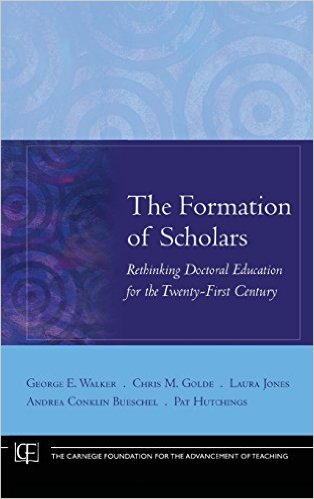 The Formation
of Scholars
Rethinking Doctoral Education
for the Twenty-First Century
GEORGE E. WALKER . CHRIS M. GOLDE . LAURA JONES
ANDREA CONKLIN BUESCHEL . PAT HUTCHINGS
THE CARNEGIE FOUNDATION FOR THE ADVANCEMENT OF TEACHING